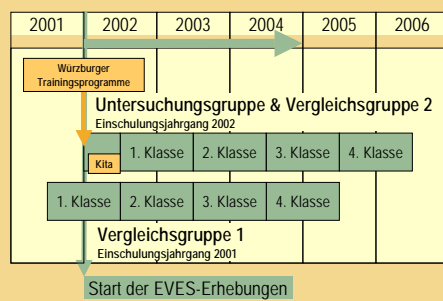 2001 2002 2003 2004 2005 2006
Würzburger
Trainingsprogramme
Untersuchungsgruppe & Vergleichsgruppe 2
Einschulungsjahrgang 2002
Kita 1. Klasse 2. Klasse 3. Klasse 4. Klasse
1. Klasse 2. Klasse 3. Klasse 4. Klasse
Vergleichsgruppe 1
Einschulungsjahrgang 2001
Start der EVES-Erhebungen